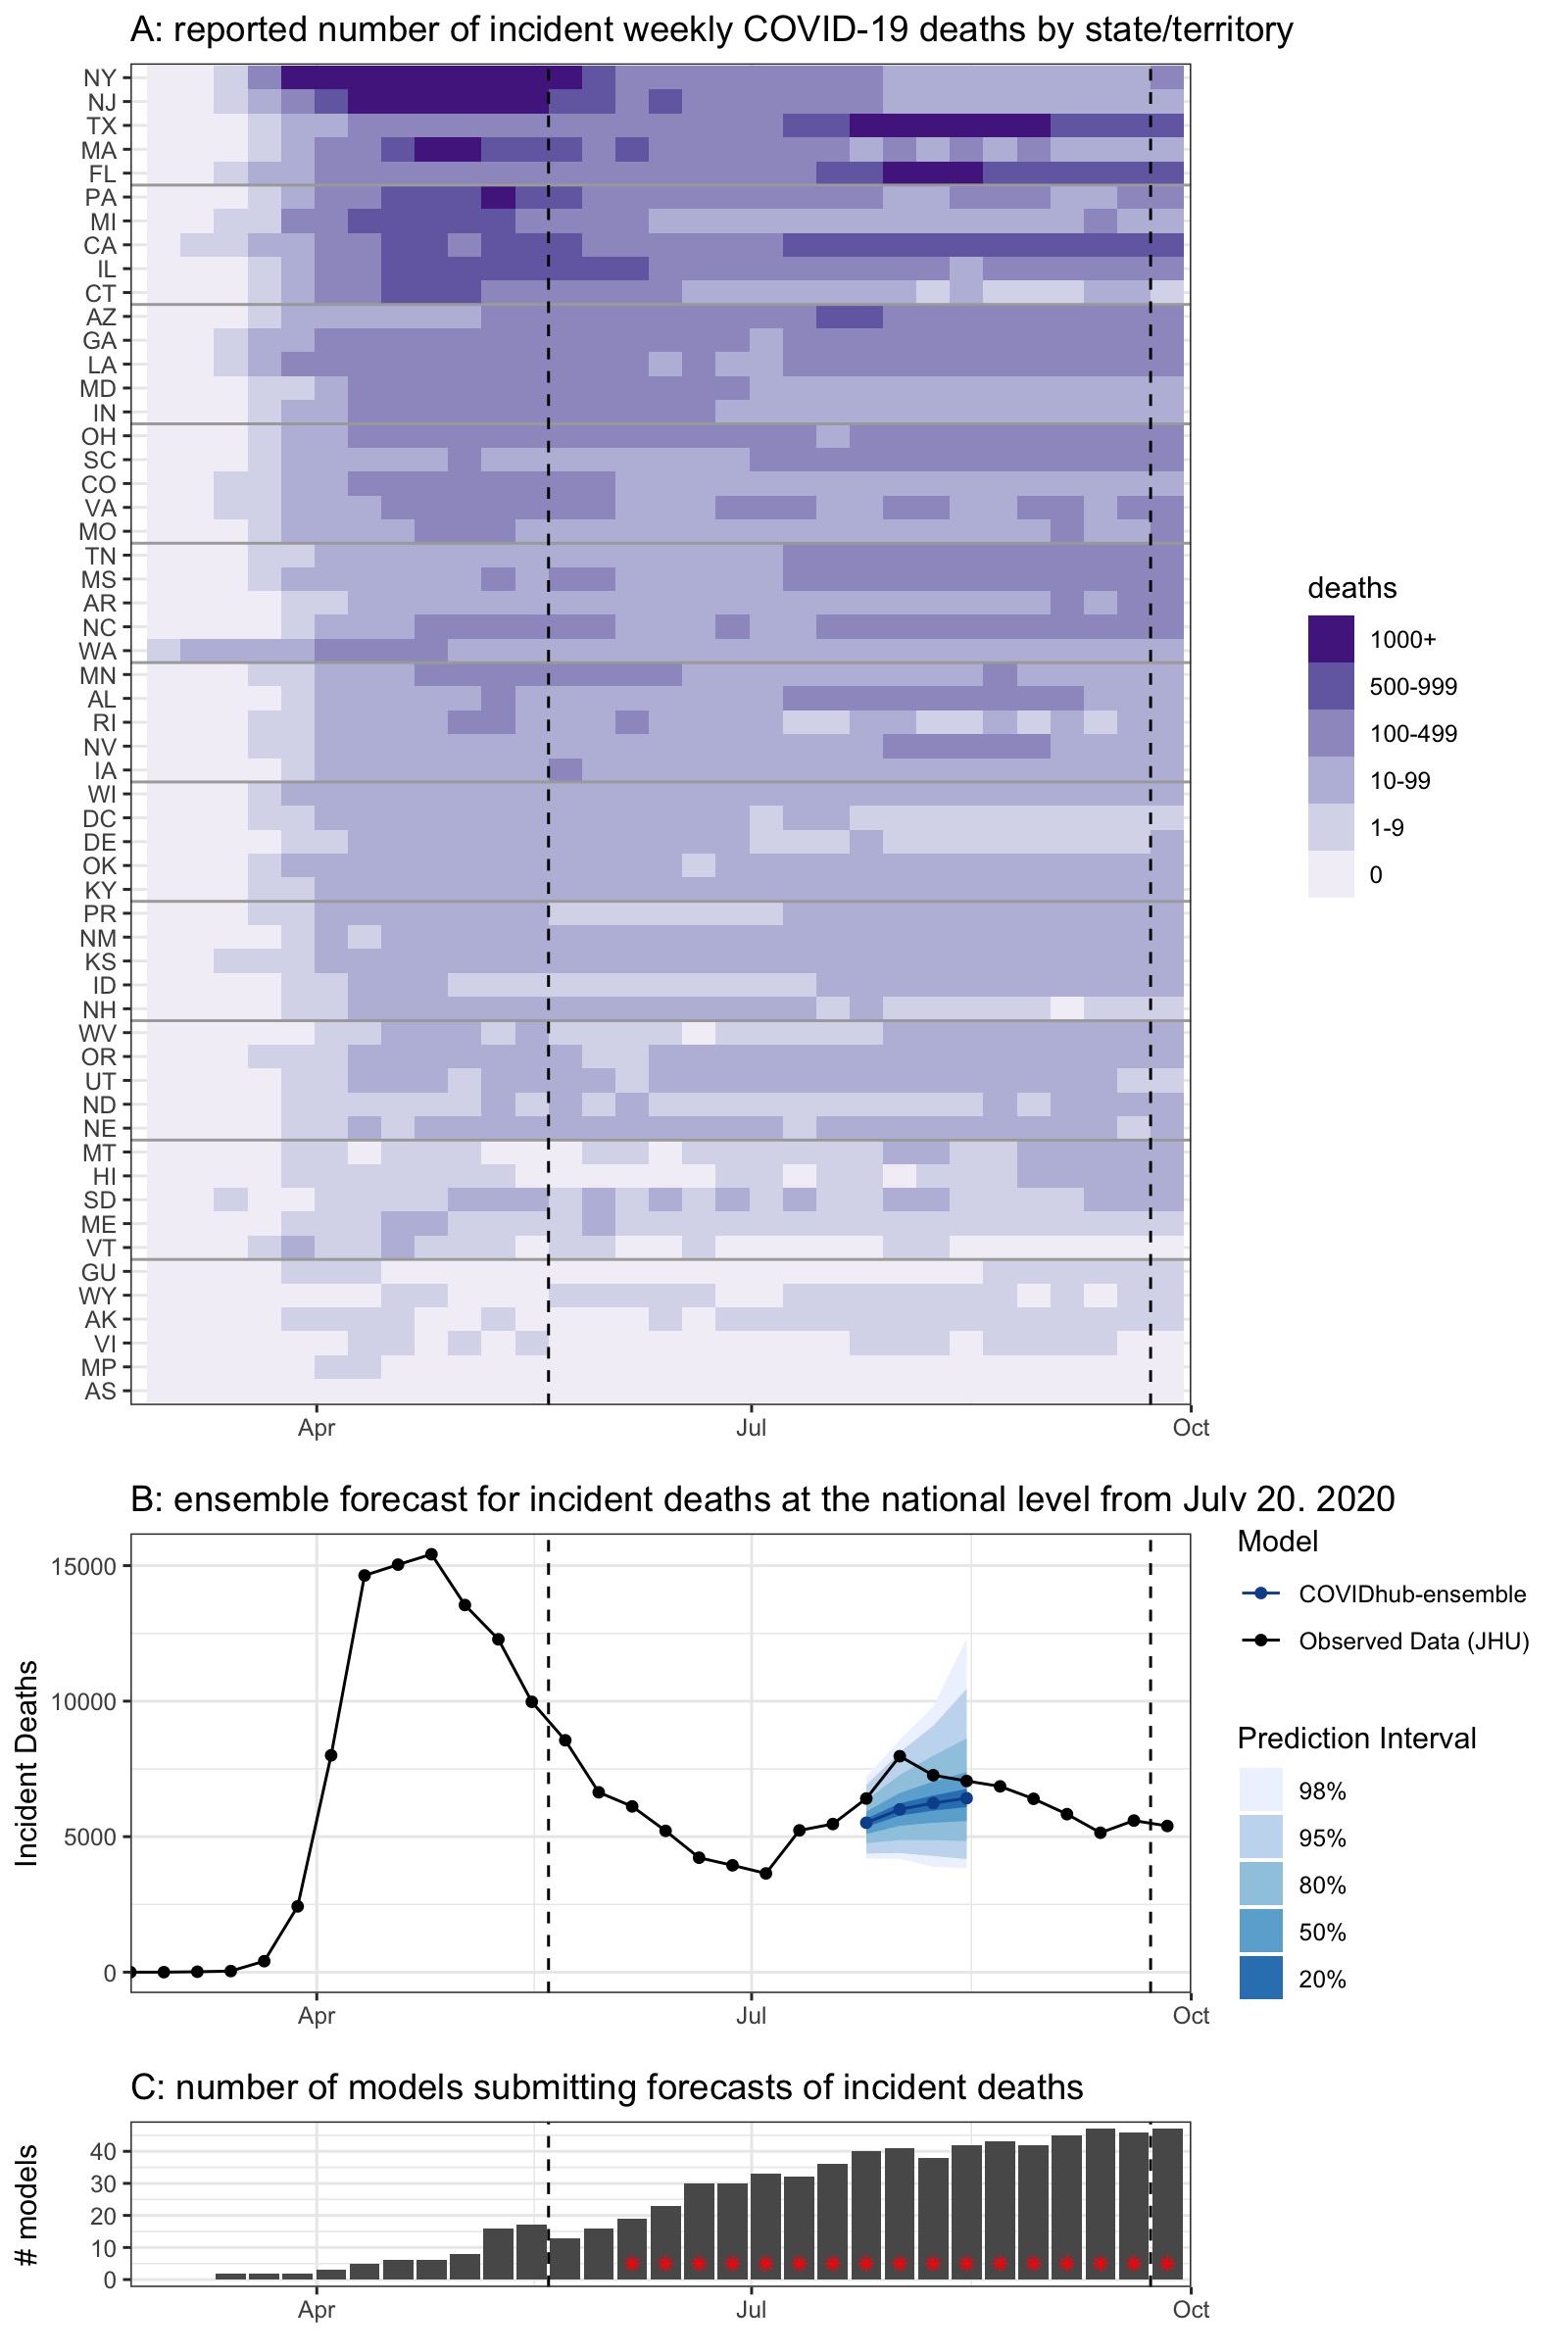 A: reported number of incident weekly COVID-19 deaths by state/territory
NY
NJ
TX
MA
FL
PA
MI
CA
IL
CT
AZ
GA
LA
MD
IN
OH
SC
CO
VA
MO
TN
MS
AR
NC
WA
MN
AL
RI
NV
IA
WI
DC
DE
OK
KY
PR
NM
KS
ID
NH
WV
OR
UT
ND
NE
MT
HI
SD
ME
VT
GU
WY
AK
VI
MP
AS
Apr Jul Oct
deaths
1000+
500-999
100-499
10-99
1-9
0
B: ensemble forecast for incident deaths at the national level from July 20, 2020
Incident Deaths
15000
10000
5000
0
Apr Jul Oct
Model
COVIDhub-ensemble
Observed Data (JHU)
Prediction Interval
98%
95%
80%
50%
20%
C: number of models submitting forecasts of incident deaths
# models
40
30
20
10
0
Apr Jul Oct